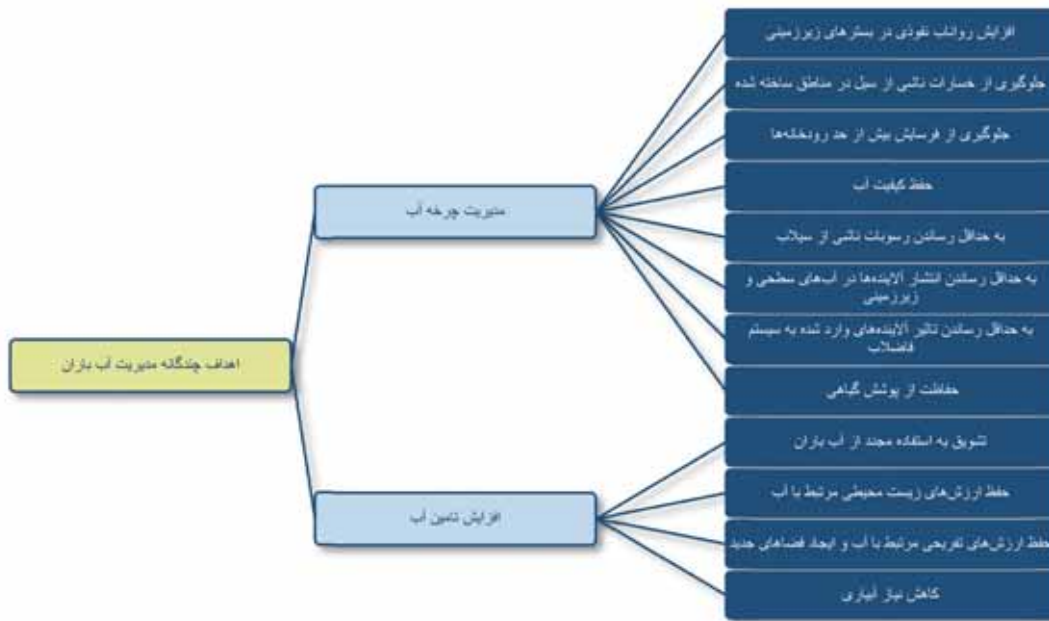 افزایش رواناب نفوذی در بسترهای زیرزمینی
جلوگیری از خسارات ناشی از سیل در مناطق ساخته شده
جلوگیری از فرسایش بیش از حد رودخانه‌ها
حفظ کیفیت آب
به حداقل رساندن رسوبات ناشی از سیلاب
به حداقل رساندن انتشار آلاینده‌ها در آب‌های سطحی و
زیرزمینی
به حداقل رساندن تاثیر آلاینده‌های وارد شده به سیستم
فاضلاب
حفاظت از پوشش گیاهی
مدیریت چرخه آب
اهداف چندگانه مدیریت آب باران
تشویق به استفاده مجدد از آب باران
حفظ ارزش‌های زیست محیطی مرتبط با آب
حفظ ارزش‌های تفریحی مرتبط با آب و ایجاد فضاهای جدید
کاهش نیاز آبیاری
افزایش تامین آب